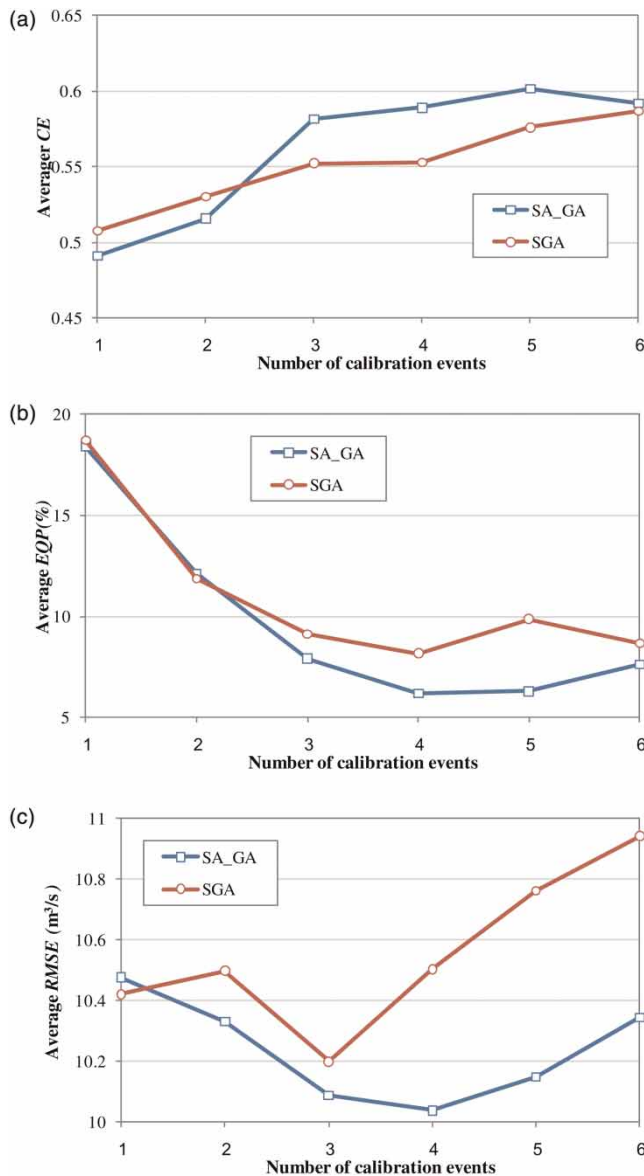 (a)
0.65
0.6
0.55
0.5
0.45
Averager CE
SA_GA
SGA
1 2 3 4 5 6
Number of calibration events
(b)
20
15
10
5
Average EQP(%)
SA_GA
SGA
1 2 3 4 5 6
Number of calibration events
(c)
11
10.8
10.6
10.4
10.2
10
Average RMSE (m³/s)
SA_GA
SGA
1 2 3 4 5 6
Number of calibration events